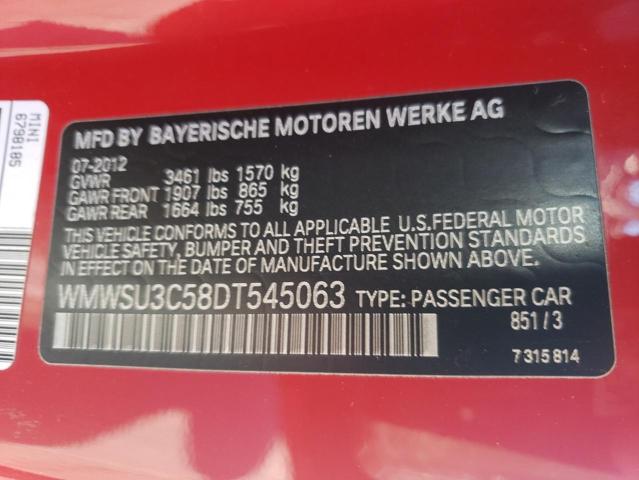 MINI
6798185
MFD BY BAYERISCHE MOTOREN WERKE AG
07-2012
GVWR 3461 lbs 1570 kg
GAWR FRONT 1907 lbs 865 kg
GAWR REAR 1664 lbs 755 kg
THIS VEHICLE CONFORMS TO ALL APPLICABLE U.S.FEDERAL MOTOR
VEHICLE SAFETY, BUMPER AND THEFT PREVENTION STANDARDS
IN EFFECT ON THE DATE OF MANUFACTURE SHOWN ABOVE.
WMWSU3C58DT545063 TYPE: PASSENGER CAR
851 / 3
7 315 814